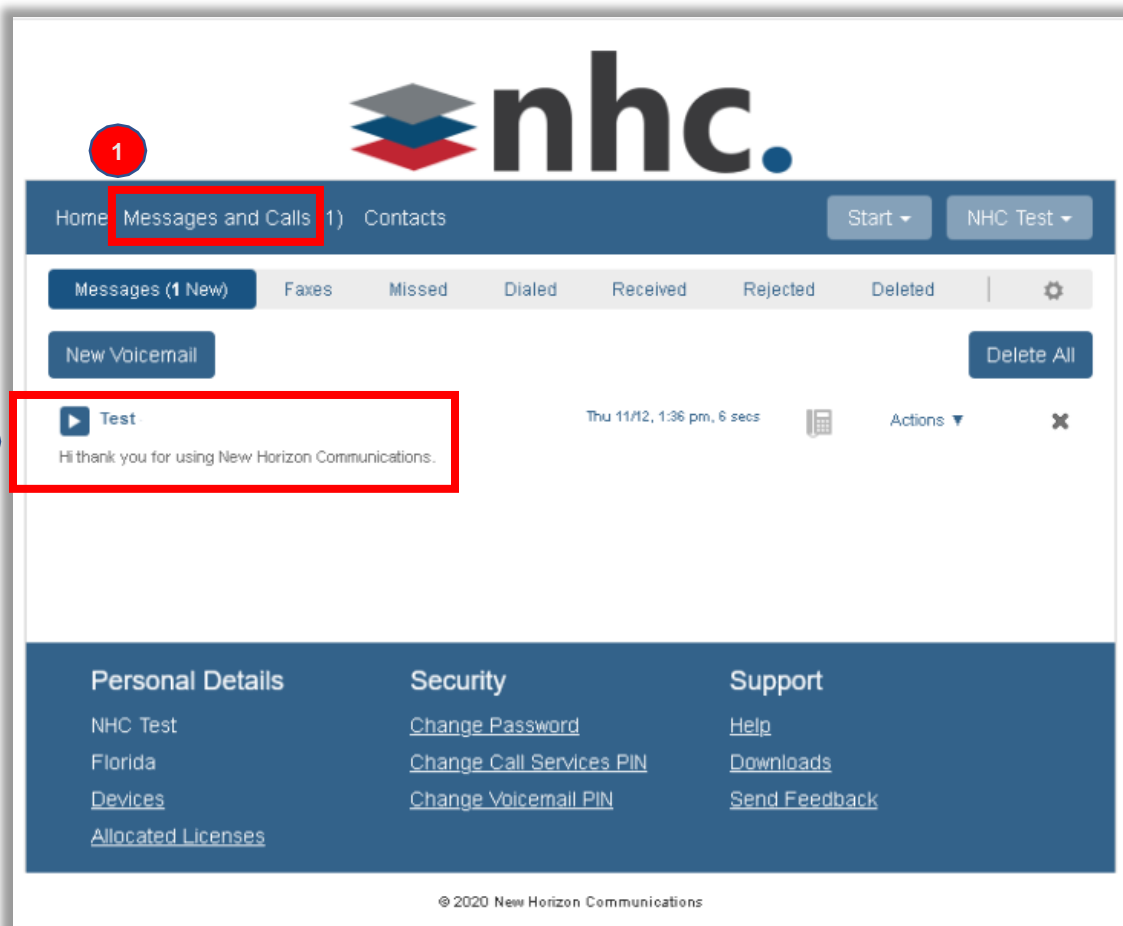 nhc.
1
Home Messages and Calls 1) Contacts Start NHC Test
Messages (1 New) Faxes Missed Dialed Received Rejected Deleted
New Voicemail Delete All
Test Thu 11/12, 1:36 pm, 6 secs Actions
Hi thank you for using New Horizon Communications.
Personal Details Security Support
NHC Test Change Password Help
Florida Change Call Services PIN Downloads
Devices Change Voicemail PIN Send Feedback
Allocated Licenses
© 2020 New Horizon Communications